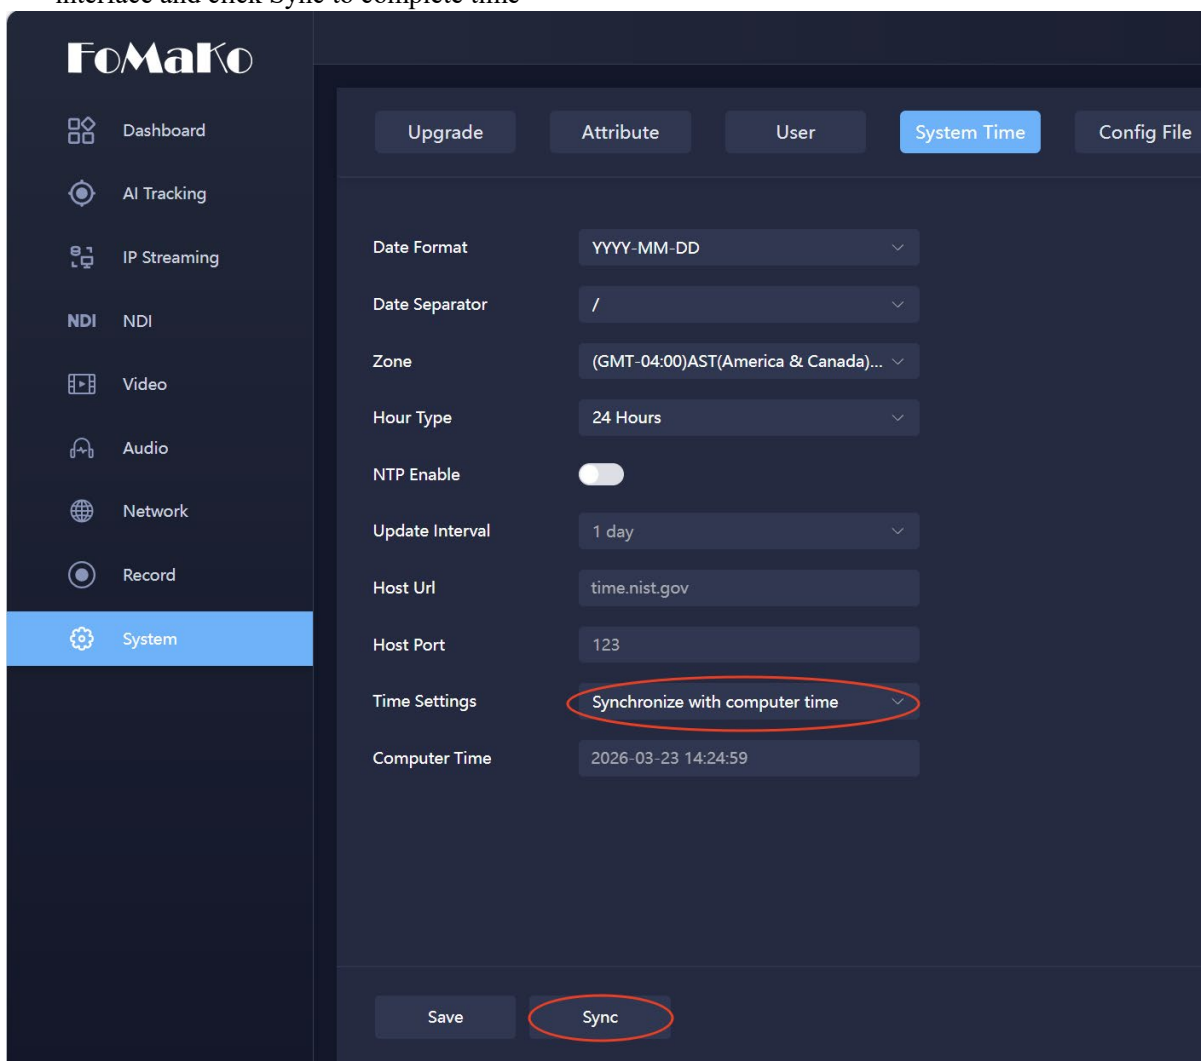 interface and click Sync to complete time
FoMaKo
Dashboard
AI Tracking
IP Streaming
NDI NDI
Video
Audio
Network
Record
System
Upgrade Attribute User System Time Config File
Date Format YYYY-MM-DD
Date Separator /
Zone (GMT-04:00)AST(America & Canada)...
Hour Type 24 Hours
NTP Enable
Update Interval 1 day
Host Url time.nist.gov
Host Port 123
Time Settings Synchronize with computer time
Computer Time 2026-03-23 14:24:59
Save Sync